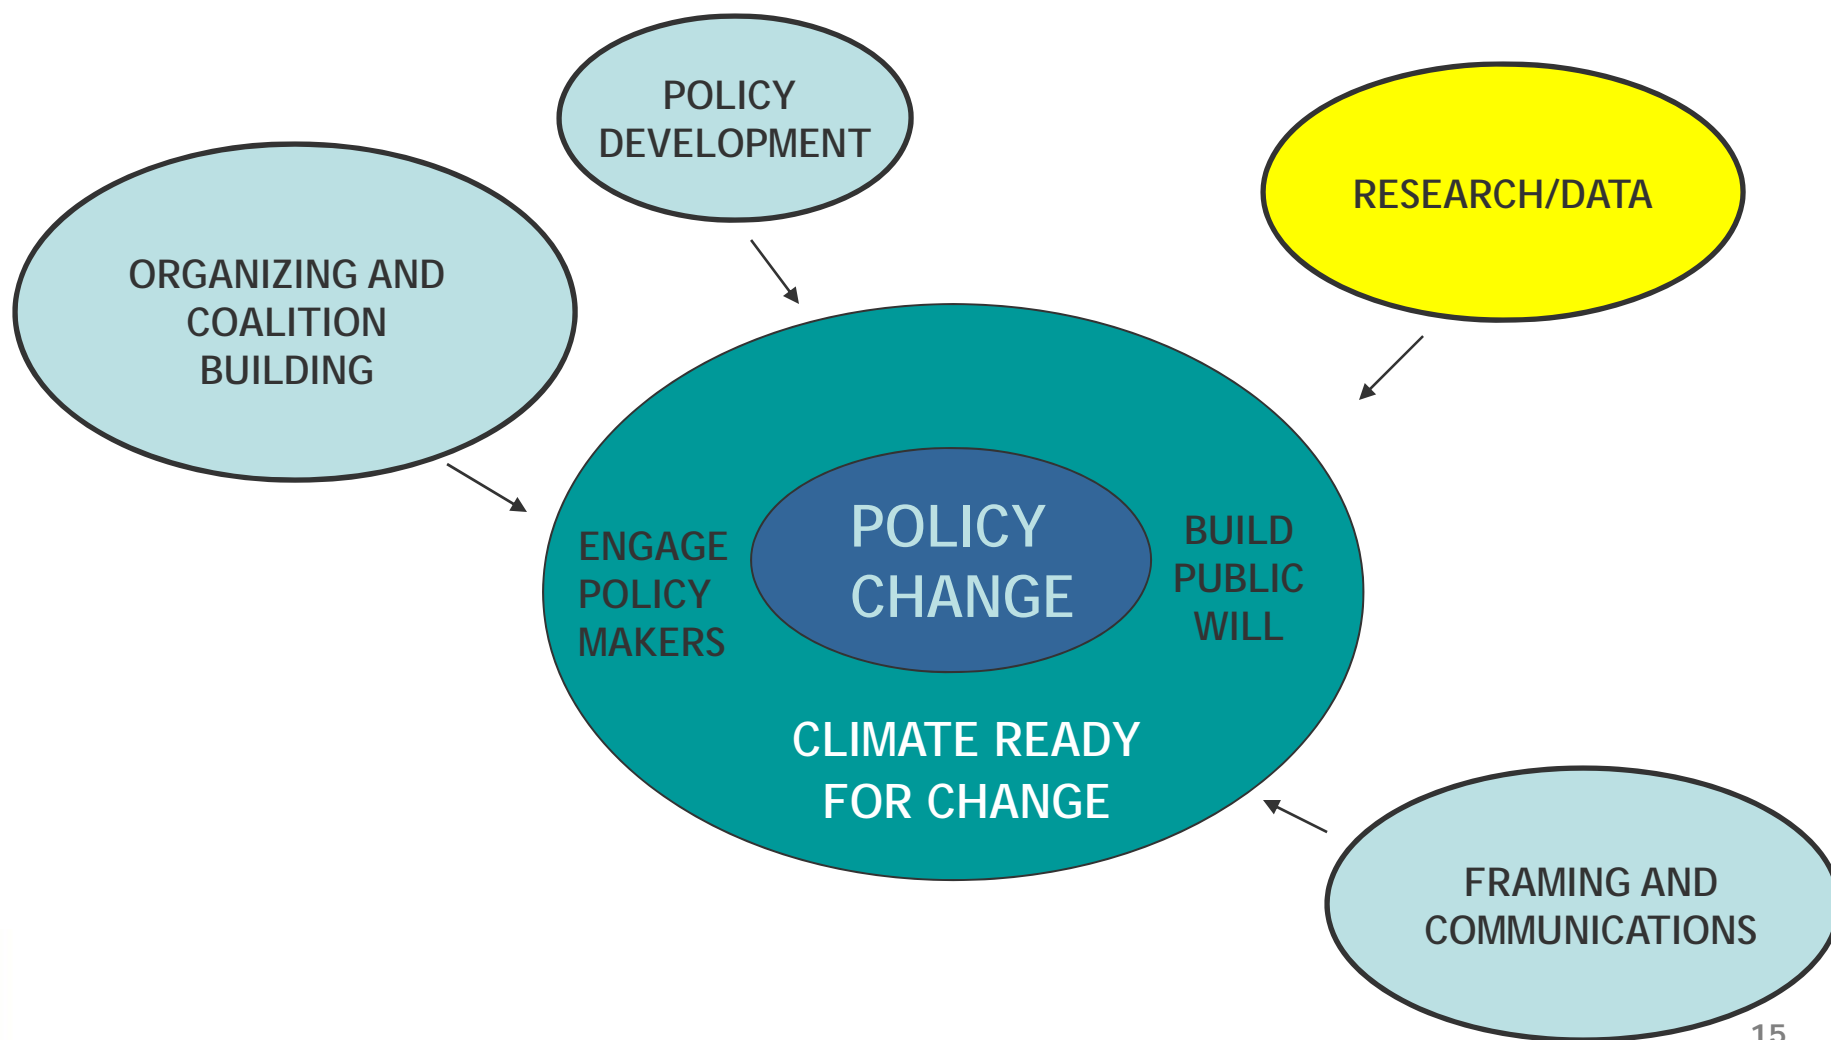 POLICY
DEVELOPMENT
RESEARCH/DATA
ORGANIZING AND
COALITION
BUILDING
ENGAGE
POLICY
MAKERS
POLICY
CHANGE
BUILD
PUBLIC
WILL
CLIMATE READY
FOR CHANGE
FRAMING AND
COMMUNICATIONS
15